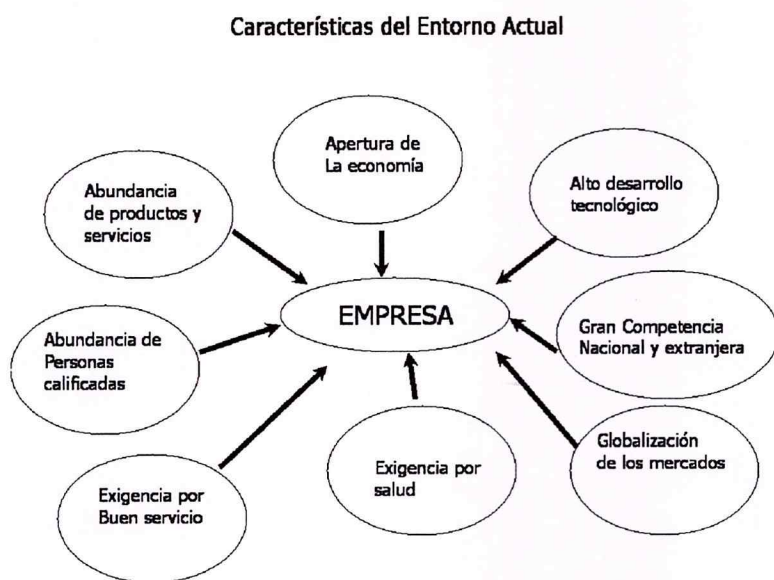 Características del Entorno Actual
Apertura de
La economía
Abundancia
de productos y
servicios
Alto desarrollo
tecnológico
EMPRESA
Abundancia de
Personas
calificadas
Gran Competencia
Nacional y extranjera
Globalización
de los mercados
Exigencia por
salud
Exigencia por
Buen servicio